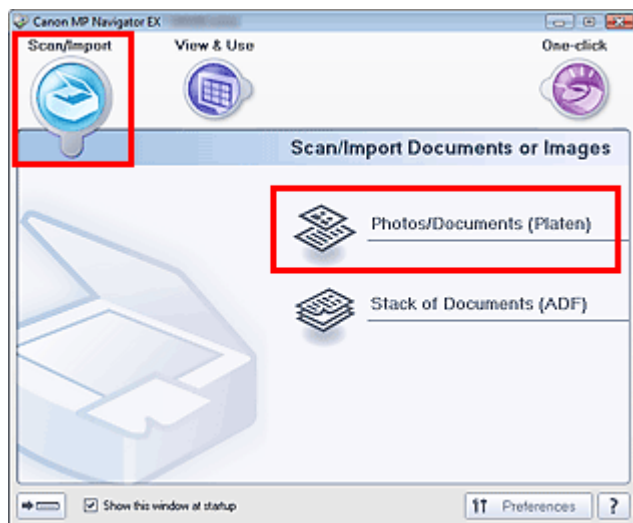 Canon MP Navigator EX
Scan/Import View & Use One-click
Scan/Import Documents or Images
Photos/Documents (Platen)
Stack of Documents (ADF)
Show this window at startup Preferences ?